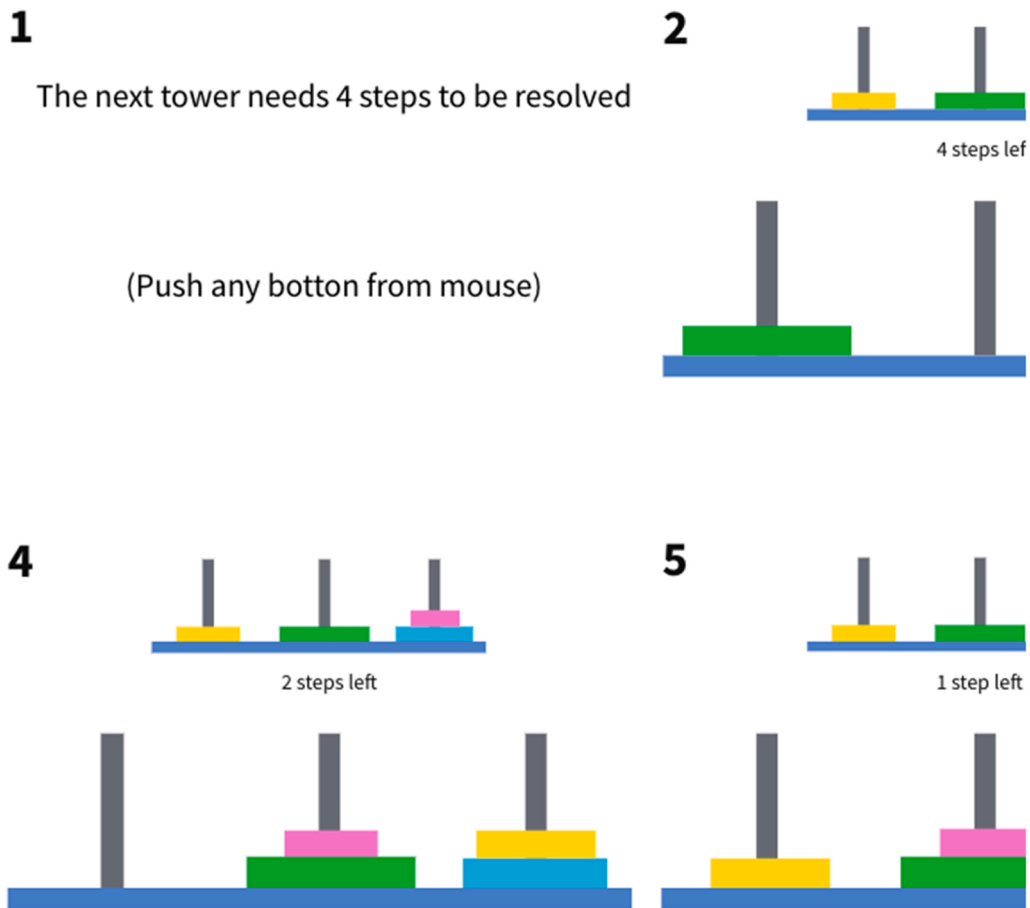 1
The next tower needs 4 steps to be resolved
(Push any botton from mouse)
2
4 steps lef
4
2 steps left
5
1 step left